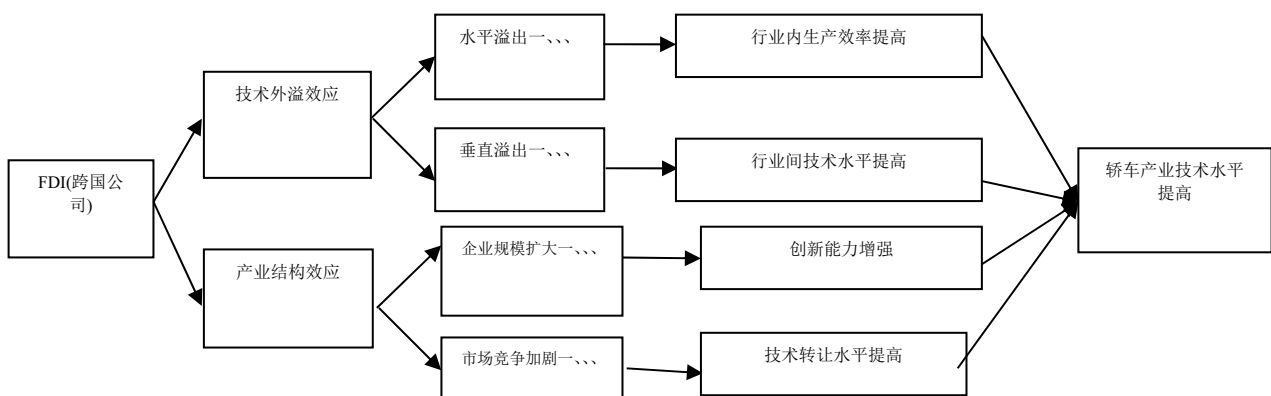 水平溢出一、、、
行业内生产效率提高
技术外溢效应
垂直溢出一、、、
行业间技术水平提高
FDI(跨国公
司)
轿车产业技术水平
提高
企业规模扩大一、、、
创新能力增强
产业结构效应
市场竞争加剧一、、、
技术转让水平提高